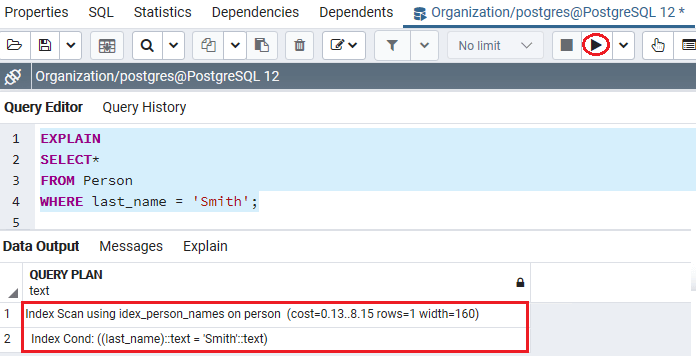 Properties SQL Statistics Dependencies Dependents Organization/postgres@PostgreSQL 12 *
No limit
Organization/postgres@PostgreSQL 12
Query Editor Query History
1 EXPLAIN
2 SELECT*
3 FROM Person
4 WHERE last_name = 'Smith';
5
Data Output Messages Explain
QUERY PLAN
text
1 Index Scan using idex_person_names on person (cost=0.13..8.15 rows=1 width=160)
2 Index Cond: ((last_name)::text = 'Smith'::text)